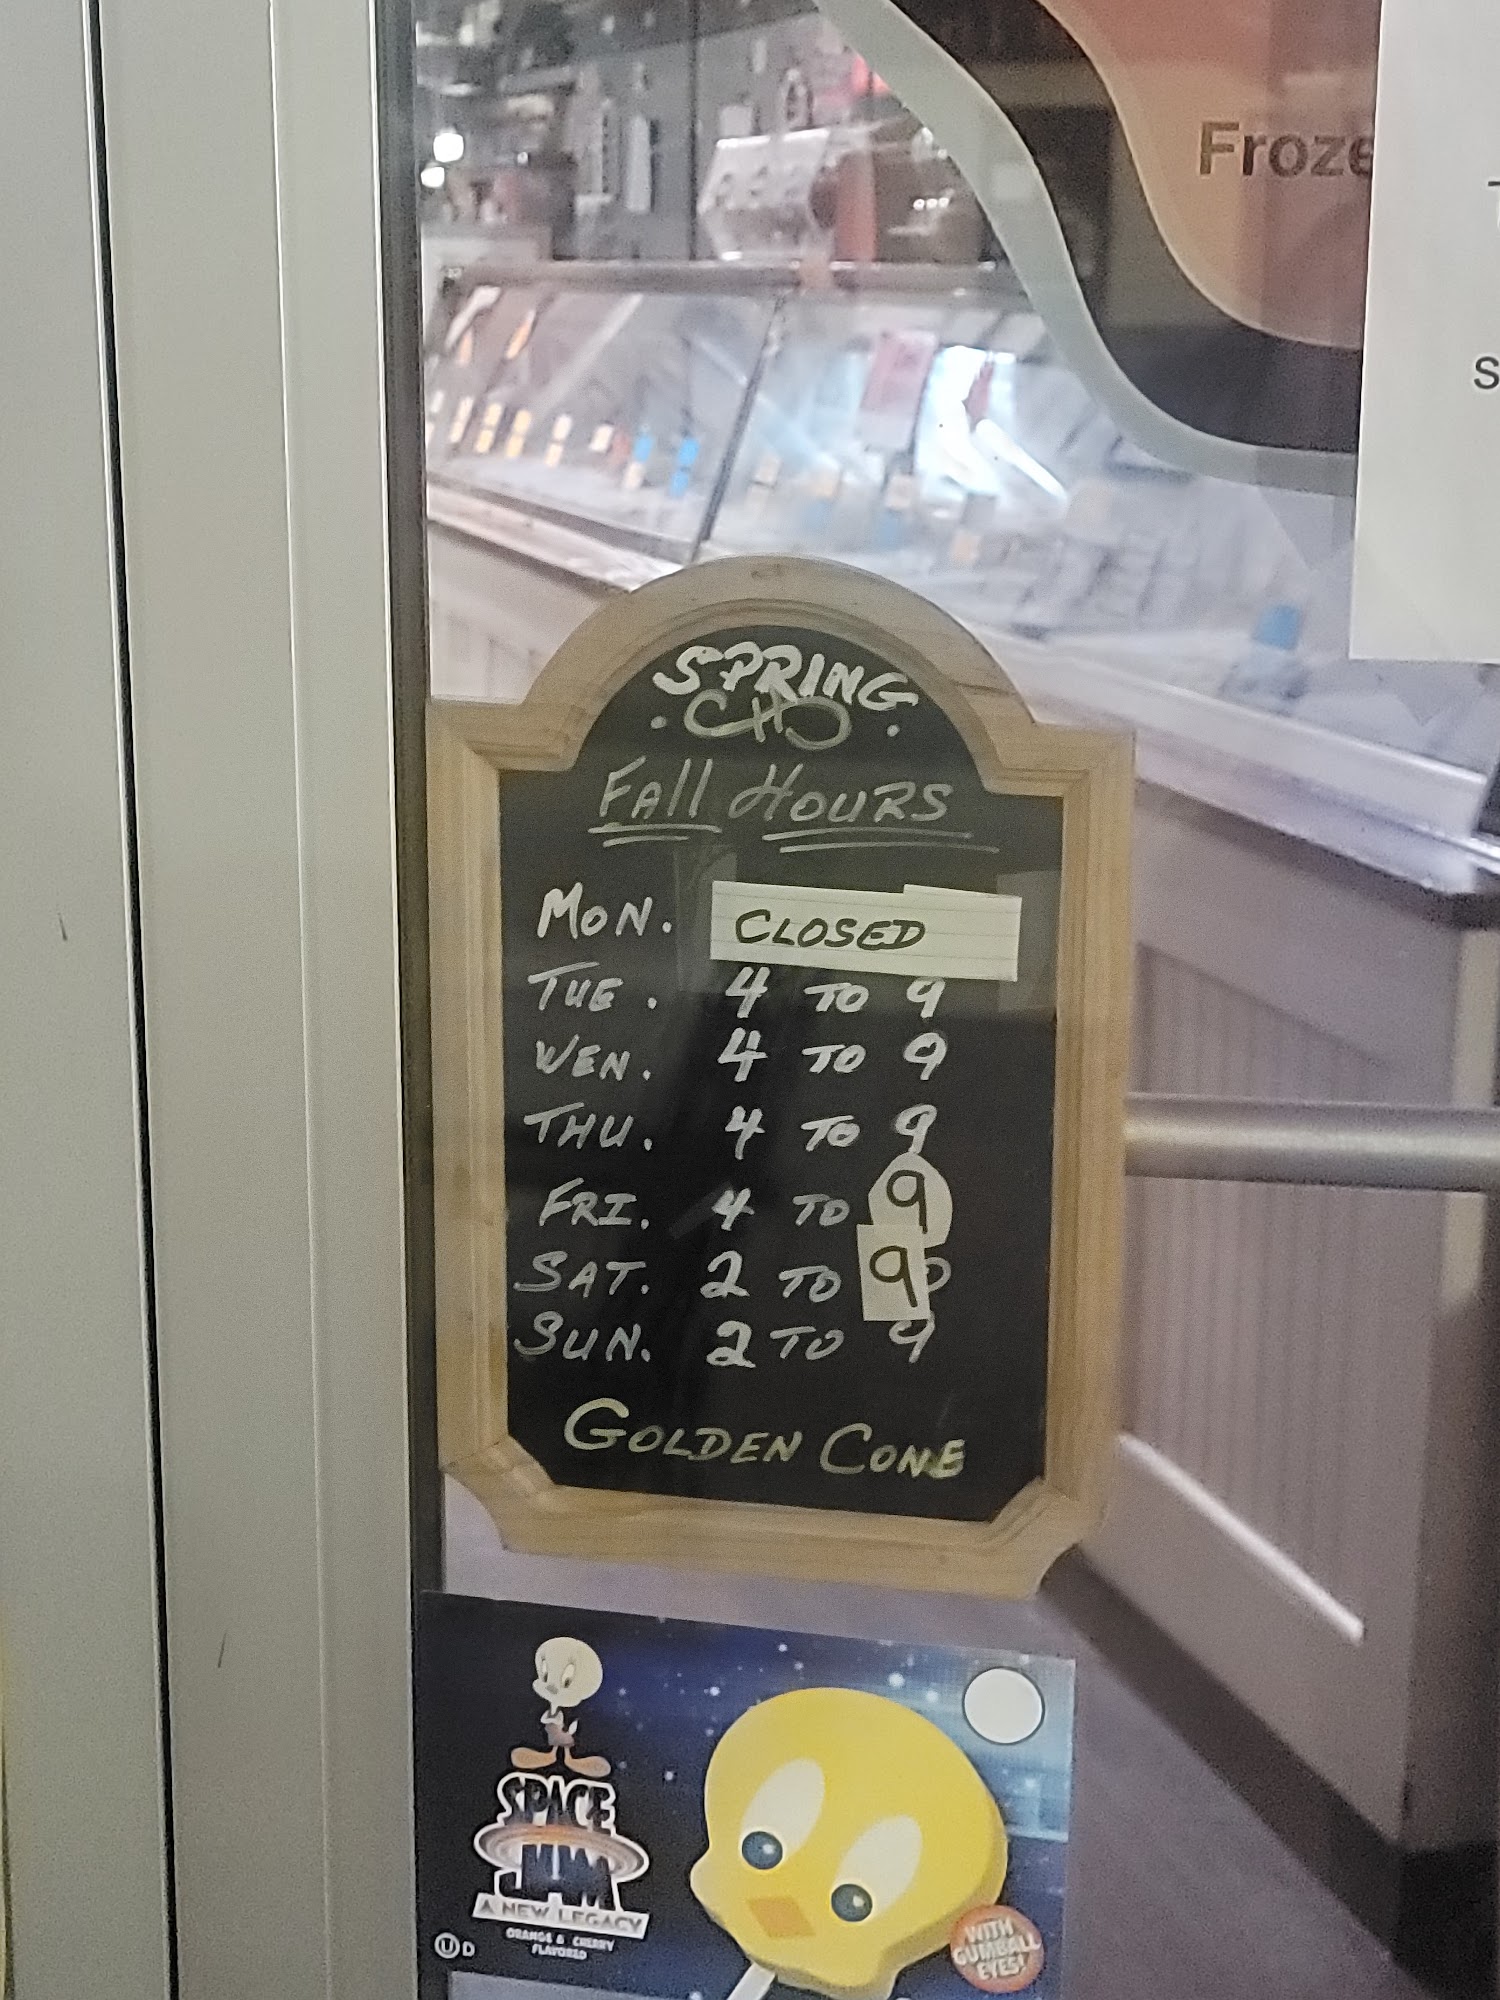 Froze
T
S
SPRING
Fall Hours
MON. CLOSED
TUE. 4 TO 9
WEN. 4 TO 9
THU. 4 TO 9
FRI. 4 TO 9
SAT. 2 TO 9
SUN. 2 TO 9
GOLDEN CONE
SPACE
JAM
A NEW LEGACY
ORANGE & CHERRY
FLAVORED
U D
WITH
GUMBALL
EYES!